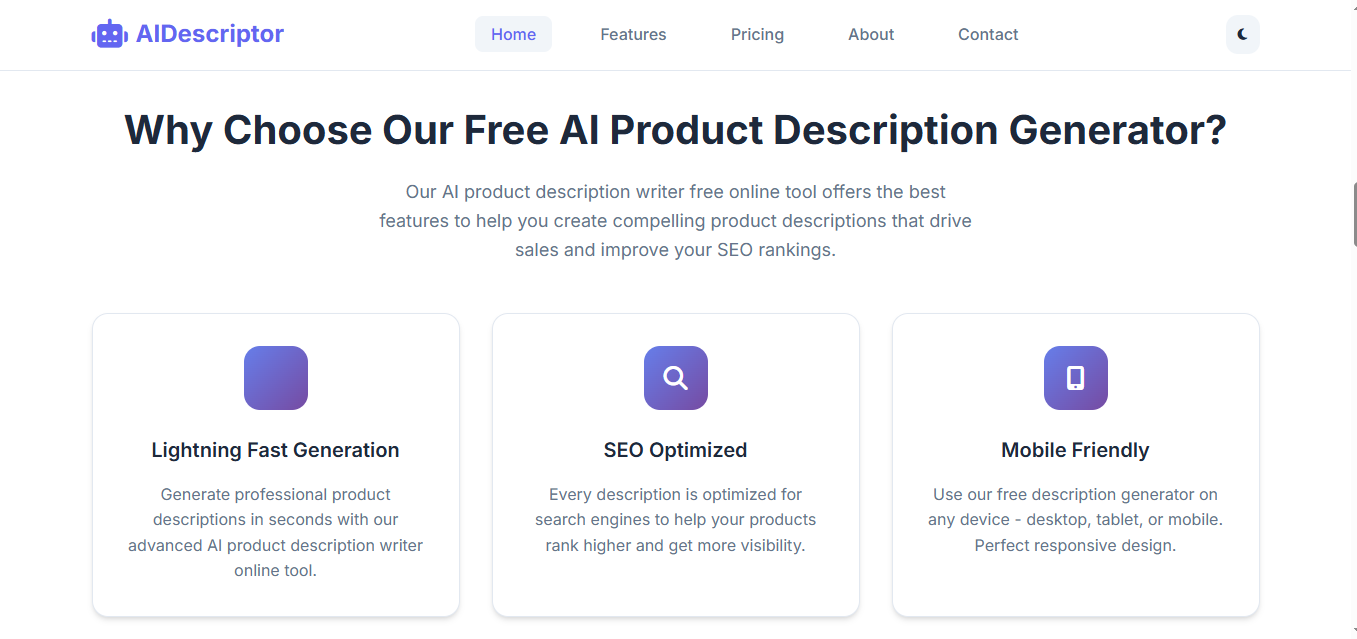 AIDescriptor
Home
Features
Pricing
About
Contact
Why Choose Our Free AI Product Description Generator?
Our AI product description writer free online tool offers the best
features to help you create compelling product descriptions that drive
sales and improve your SEO rankings.
Lightning Fast Generation
Generate professional product
descriptions in seconds with our
advanced AI product description writer
online tool.
SEO Optimized
Every description is optimized for
search engines to help your products
rank higher and get more visibility.
Mobile Friendly
Use our free description generator on
any device - desktop, tablet, or mobile.
Perfect responsive design.